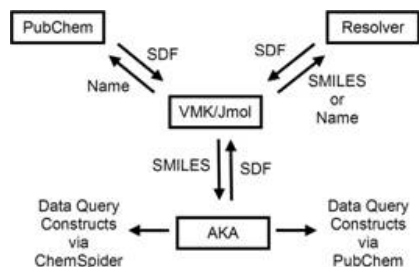 PubChem
Resolver
SDF
SDF
Name
SMILES
or
Name
VMK/Jmol
SMILES
SDF
Data Query
Constructs
via
ChemSpider
AKA
Data Query
Constructs
via
PubChem